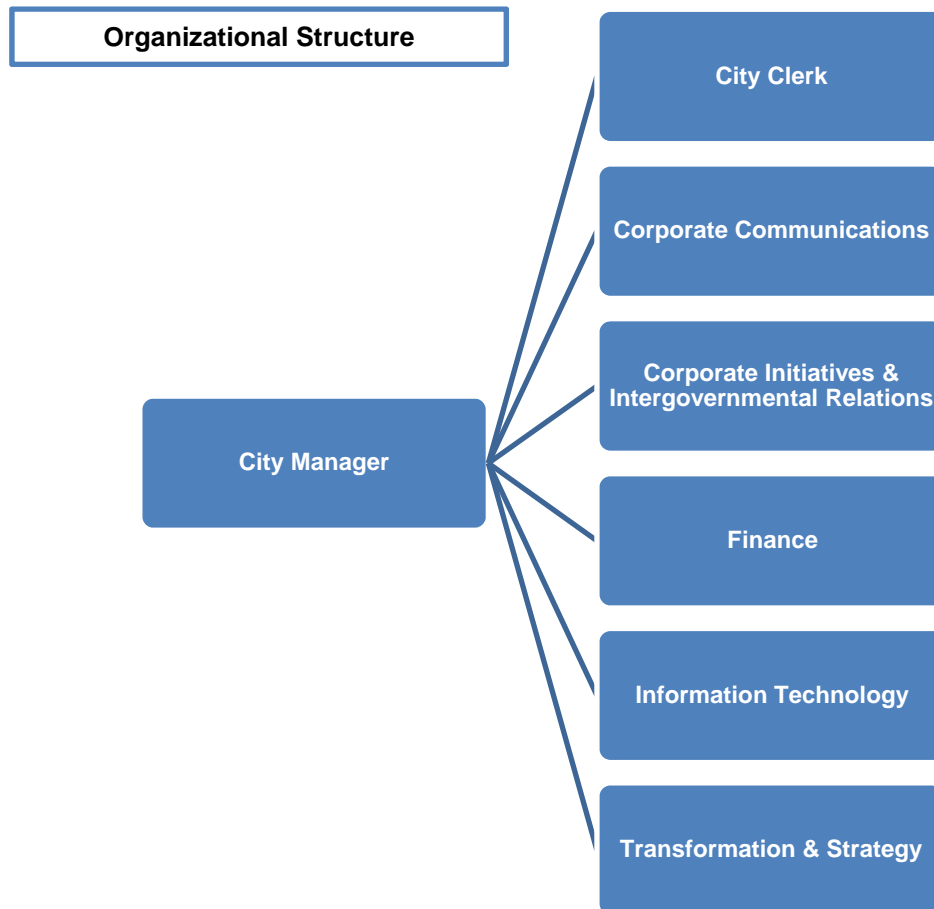 Organizational Structure
City Clerk
Corporate Communications
Corporate Initiatives &
Intergovernmental Relations
City Manager
Finance
Information Technology
Transformation & Strategy